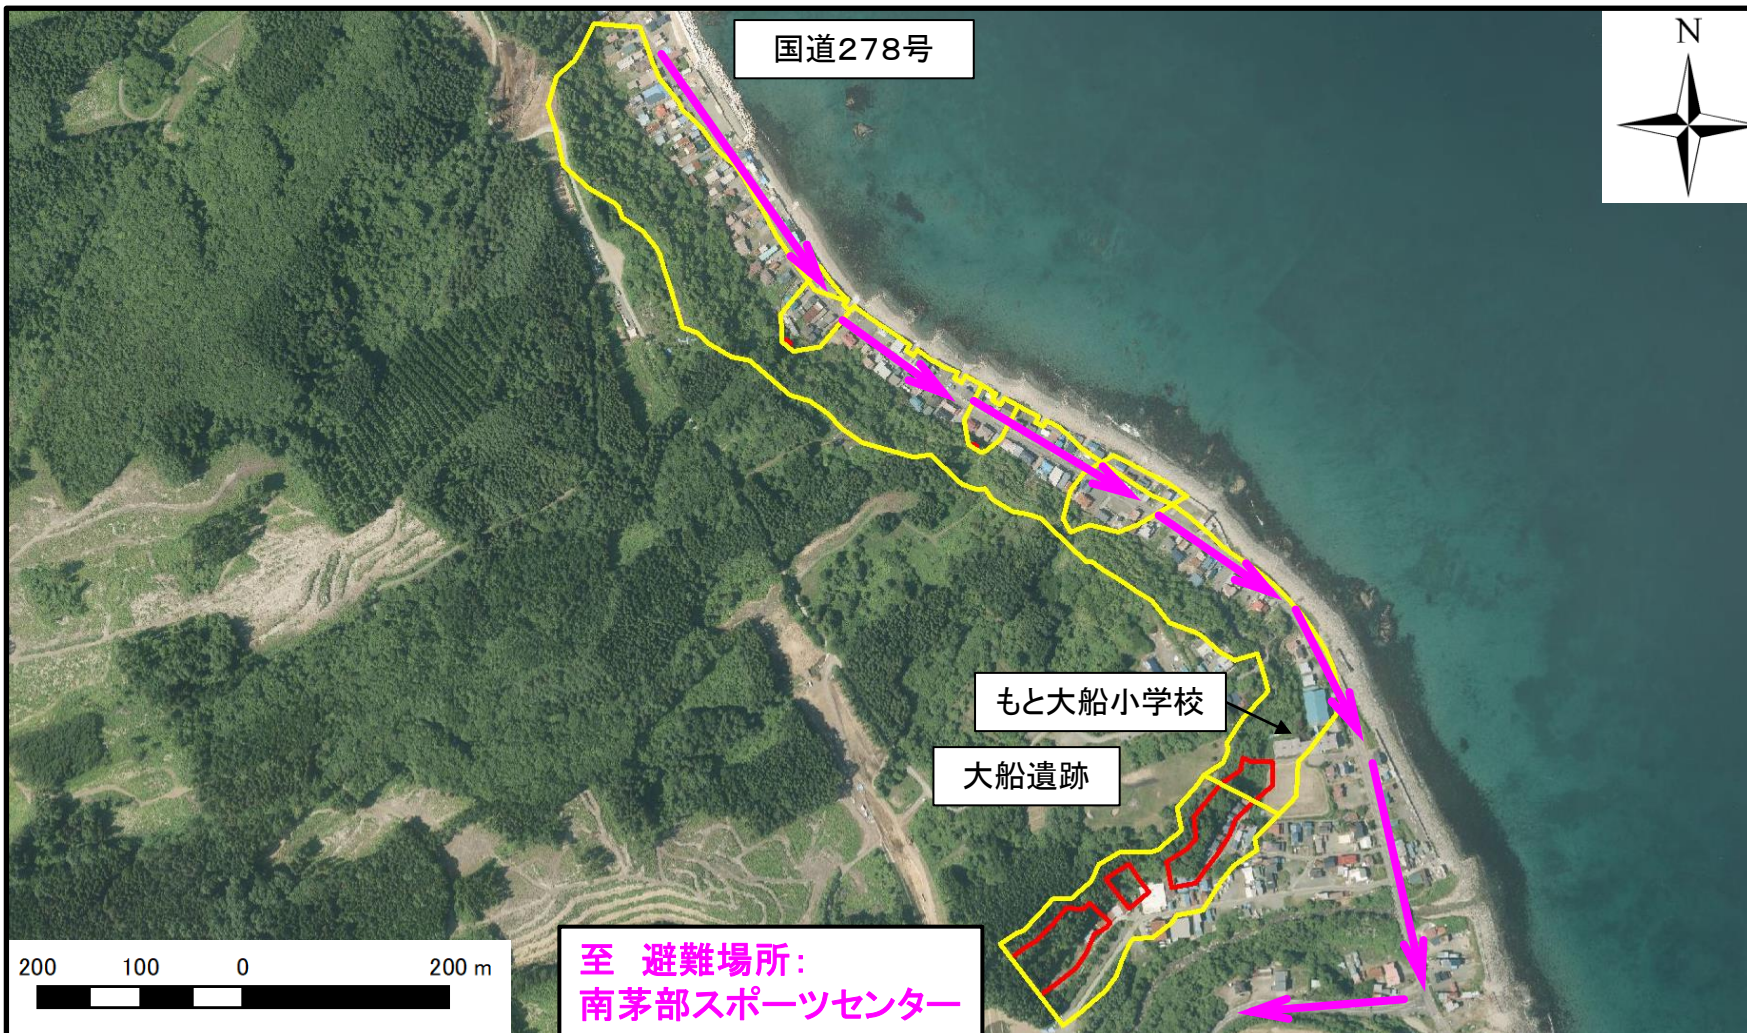 国道278号
N
もと大船小学校
大船遺跡
200 100 0 200 m
至 避難場所：
南茅部スポーツセンター